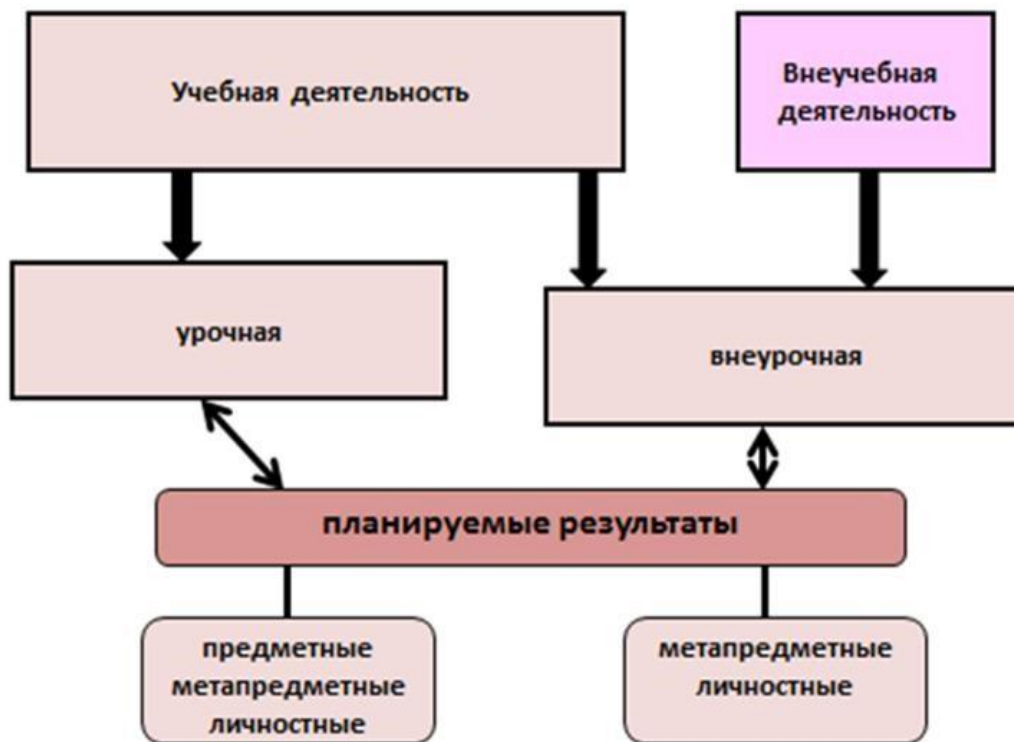 Учебная деятельность
Внеучебная
деятельность
урочная
внеурочная
планируемые результаты
предметные
метапредметные
личностные
метапредметные
личностные